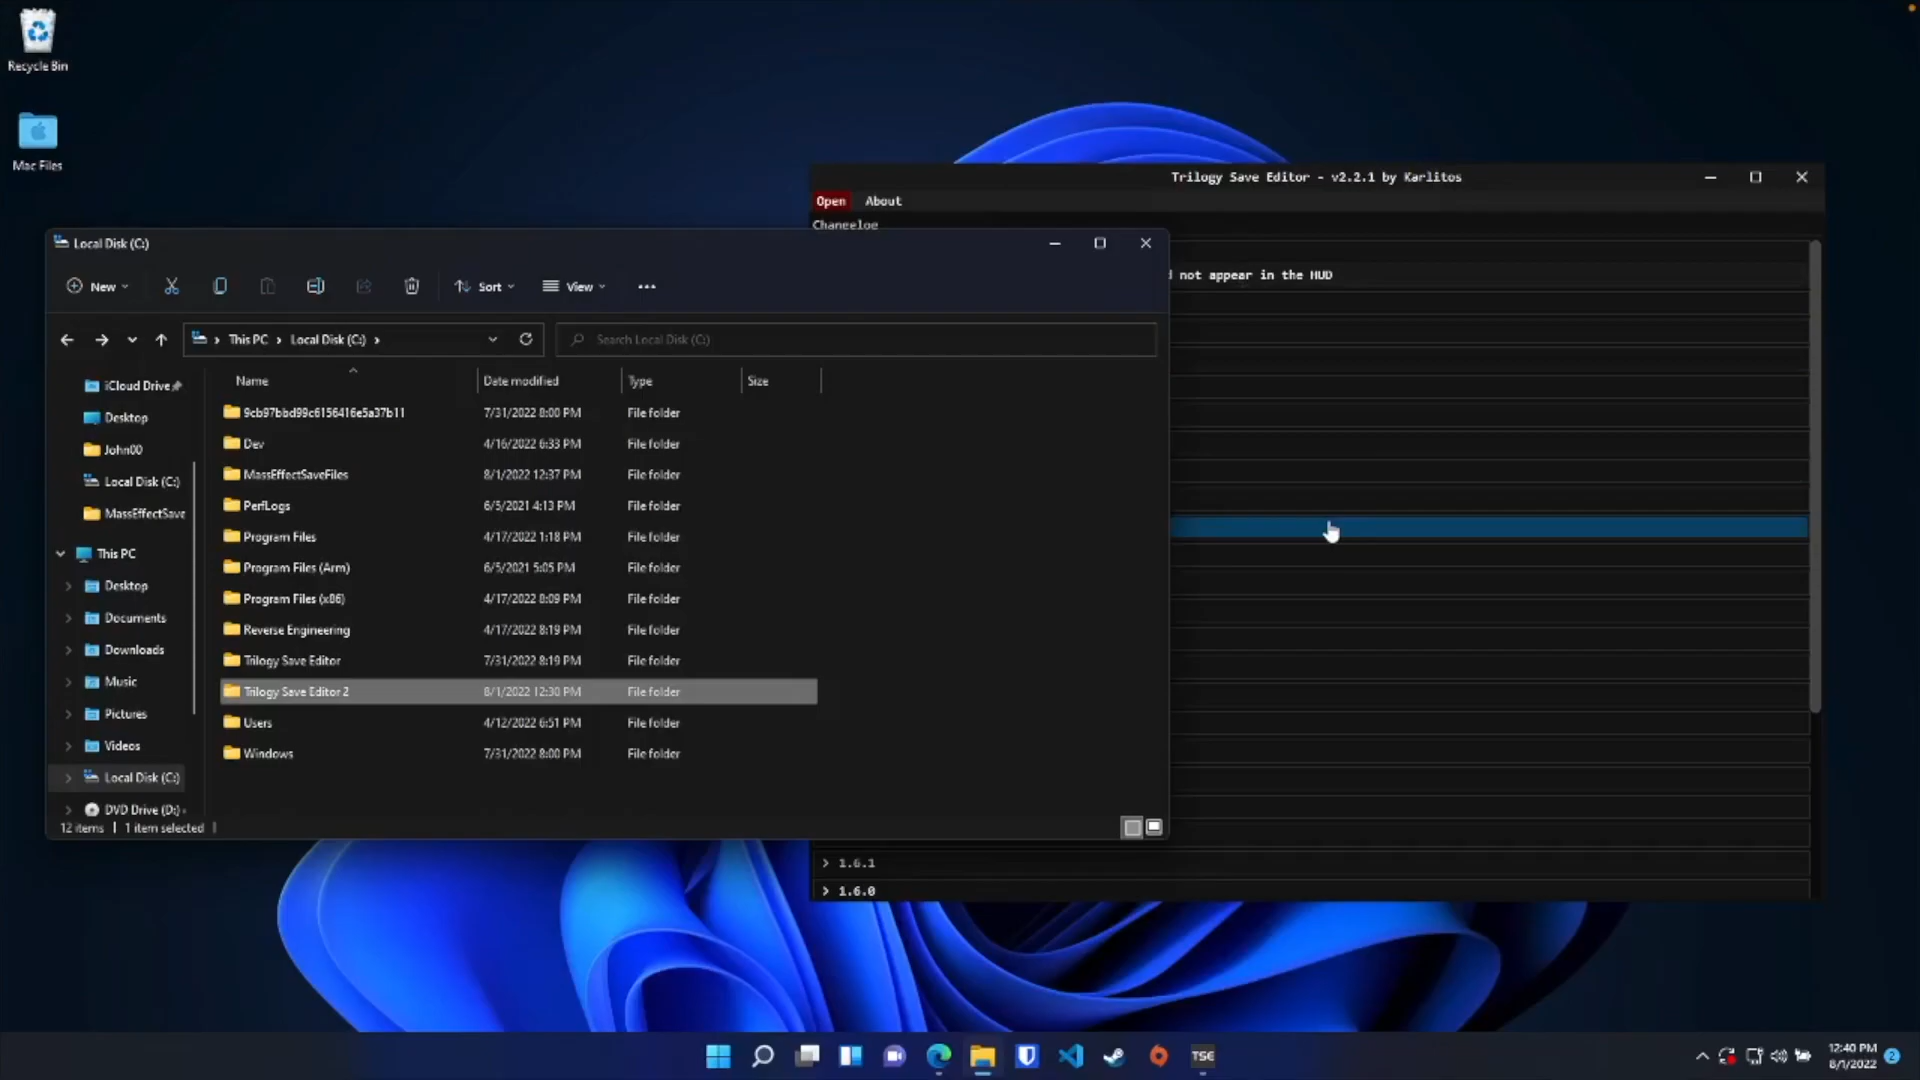 Recycle Bin
Mac Files
Trilogy Save Editor - v2.2.1 by Karlitos
Open About
Changelog
not appear in the HUD
> 1.6.1
> 1.6.0
Local Disk (C:)
New
Sort
View
This PC > Local Disk (C:) >
Search Local Disk (C:)
iCloud Drive
Desktop
John00
Local Disk (C:)
MassEffectSave
This PC
Desktop
Documents
Downloads
Music
Pictures
Videos
Local Disk (C:)
DVD Drive (D:)
Name Date modified Type Size
9cb97bbd99c6156416e5a37b11 7/31/2022 8:00 PM File folder
Dev 4/16/2022 6:33 PM File folder
MassEffectSaveFiles 8/1/2022 12:37 PM File folder
PerfLogs 6/5/2021 4:13 PM File folder
Program Files 4/17/2022 1:18 PM File folder
Program Files (Arm) 6/5/2021 5:05 PM File folder
Program Files (x86) 4/17/2022 8:09 PM File folder
Reverse Engineering 4/17/2022 8:19 PM File folder
Trilogy Save Editor 7/31/2022 8:19 PM File folder
Trilogy Save Editor 2 8/1/2022 12:30 PM File folder
Users 4/12/2022 6:51 PM File folder
Windows 7/31/2022 8:00 PM File folder
12 items 1 item selected
TSE
12:40 PM
8/1/2022
2